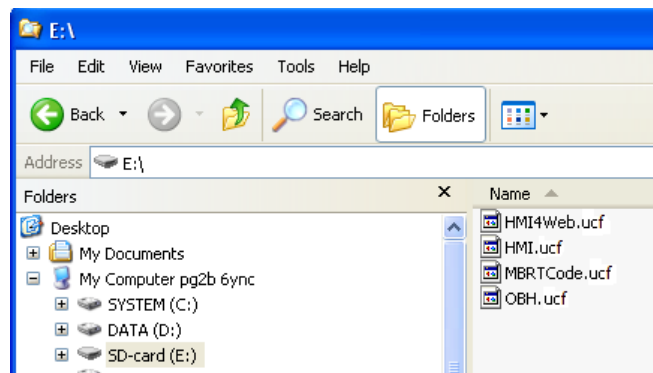 E:\
File Edit View Favorites Tools Help
Back Search Folders
Address E:\
Folders x Name
HMI4Web.ucf
Desktop
HMI.ucf
My Documents
MBRTCode.ucf
My Computer pg2b 6ync
OBH.ucf
SYSTEM (C:)
DATA (D:)
SD-card (E:)